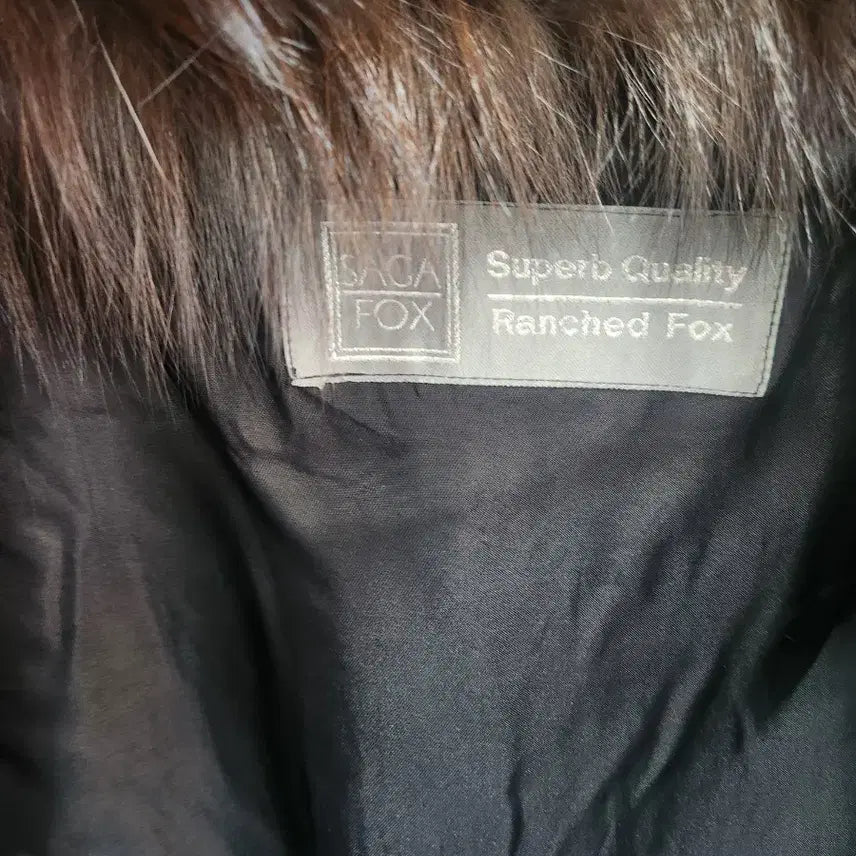 SAGA
FOX
Superb Quality
Ranched Fox